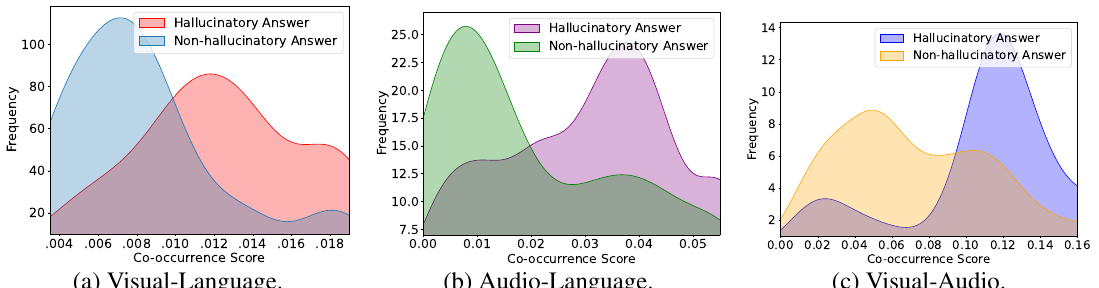 Hallucinatory Answer
Non-hallucinatory Answer
100
80
60
40
20
Frequency
.004 .006 .008 .010 .012 .014 .016 .018
Co-occurrence Score
(a) Visual-Language.
Hallucinatory Answer
Non-hallucinatory Answer
25.0
22.5
20.0
17.5
15.0
12.5
10.0
7.5
Frequency
0.00 0.01 0.02 0.03 0.04 0.05
Co-occurrence Score
(b) Audio-Language.
Hallucinatory Answer
Non-hallucinatory Answer
14
12
10
8
6
4
2
Frequency
0.00 0.02 0.04 0.06 0.08 0.10 0.12 0.14 0.16
Co-occurrence Score
(c) Visual-Audio.